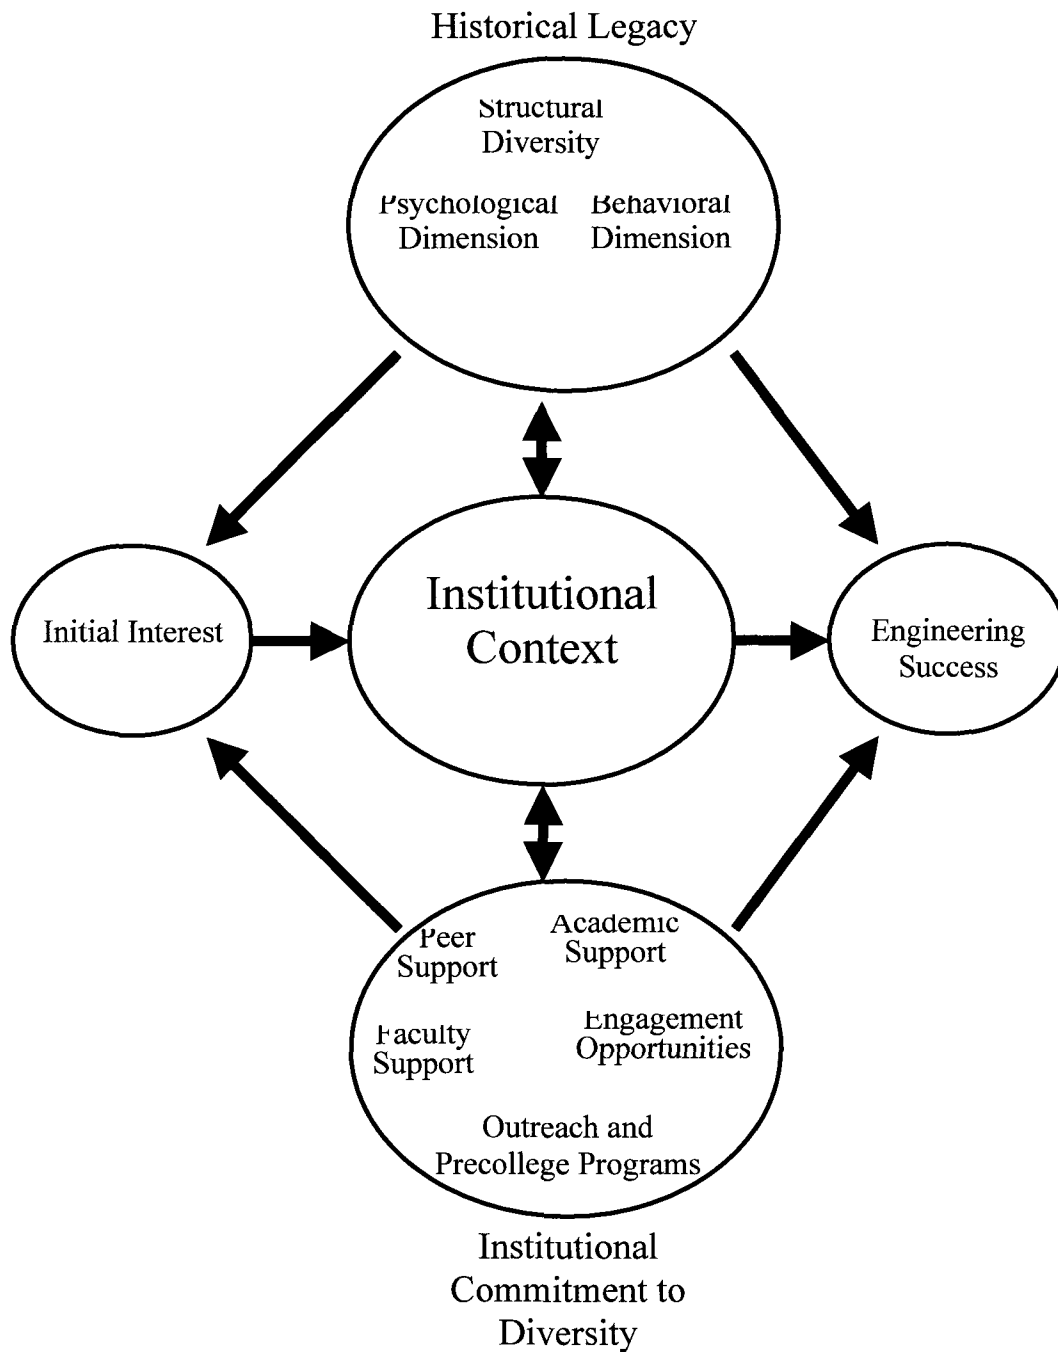 Historical Legacy
Structural
Diversity
Psychological
Dimension
Behavioral
Dimension
Initial Interest
Institutional
Context
Engineering
Success
Peer
Support
Academic
Support
Faculty
Support
Engagement
Opportunities
Outreach and
Precollege Programs
Institutional
Commitment to
Diversity